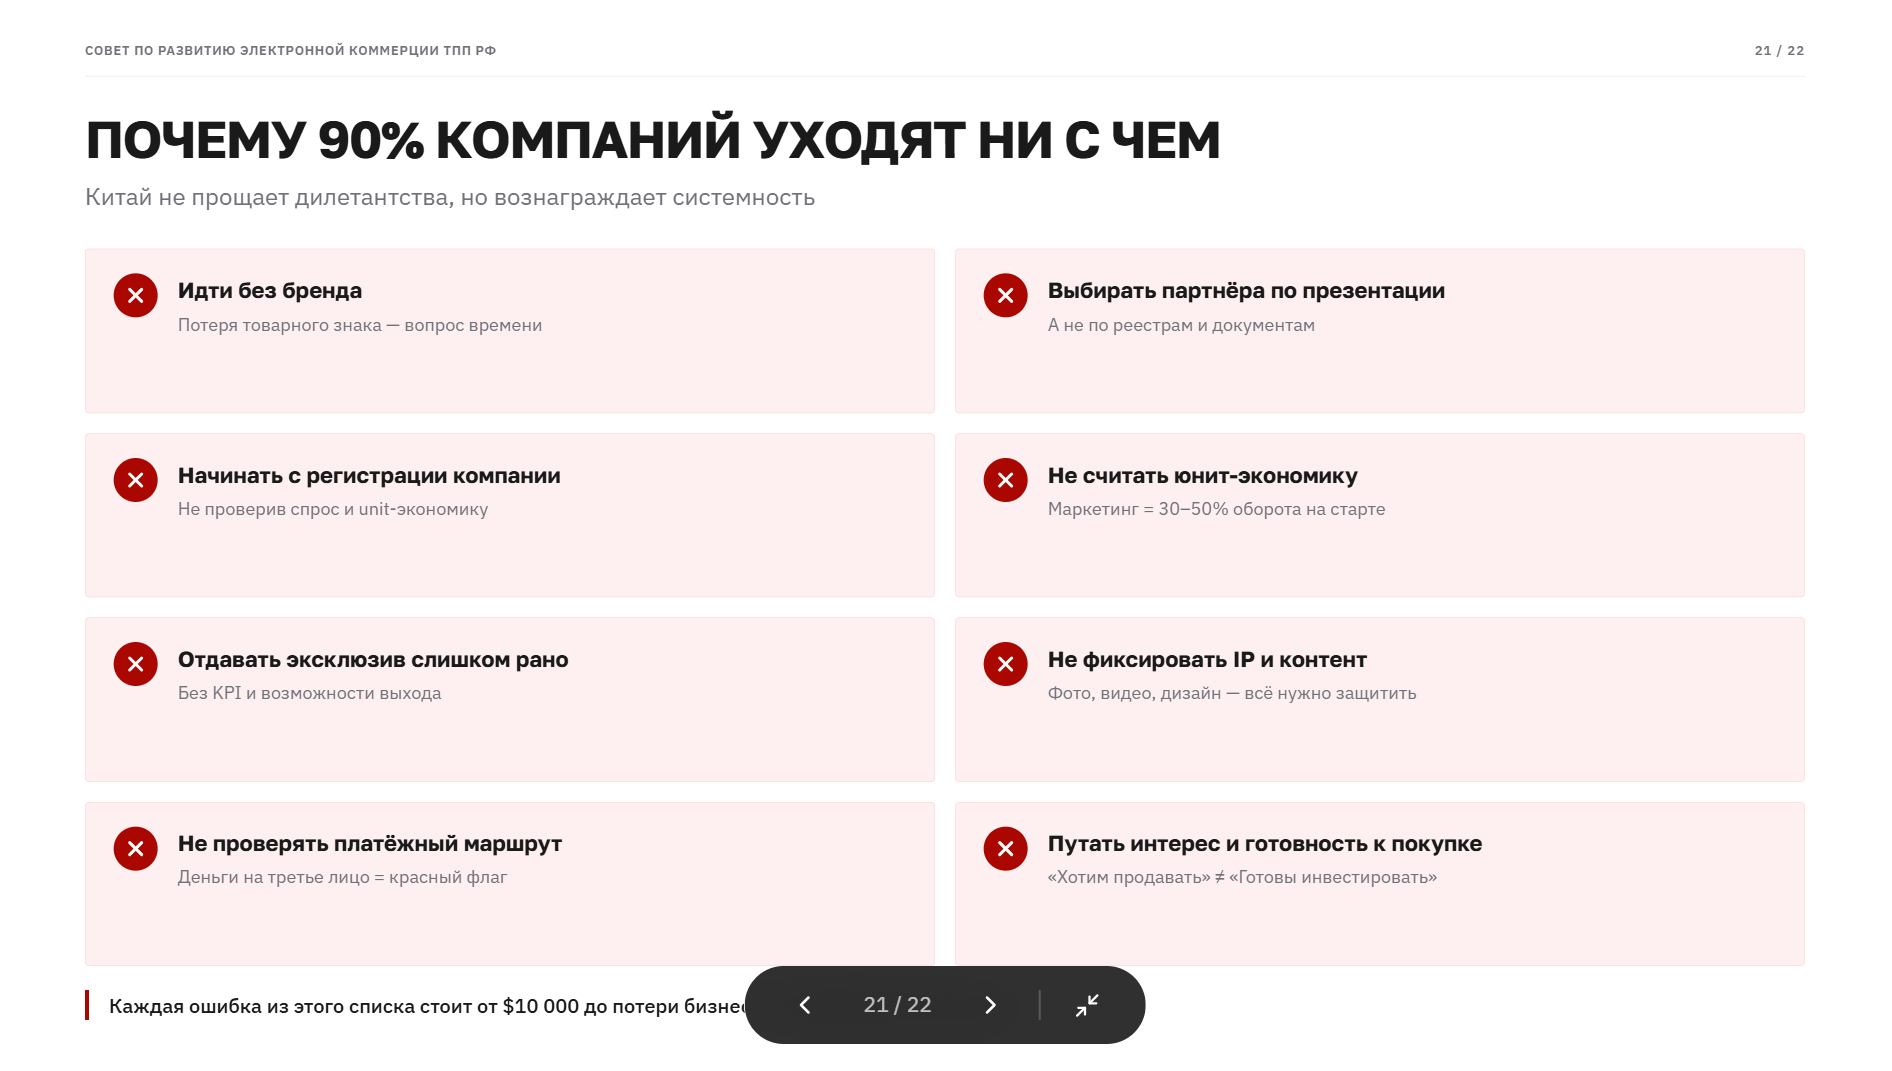 СОВЕТ ПО РАЗВИТИЮ ЭЛЕКТРОННОЙ КОММЕРЦИИ ТПП РФ
21 / 22
ПОЧЕМУ 90% КОМПАНИЙ УХОДЯТ НИ С ЧЕМ
Китай не прощает дилетантства, но вознаграждает системность
Идти без бренда
Потеря товарного знака — вопрос времени
Выбирать партнёра по презентации
А не по реестрам и документам
Начинать с регистрации компании
Не проверив спрос и unit-экономику
Не считать юнит-экономику
Маркетинг = 30–50% оборота на старте
Отдавать эксклюзив слишком рано
Без KPI и возможности выхода
Не фиксировать IP и контент
Фото, видео, дизайн — всё нужно защитить
Не проверять платёжный маршрут
Деньги на третье лицо = красный флаг
Путать интерес и готовность к покупке
«Хотим продавать» ≠ «Готовы инвестировать»
Каждая ошибка из этого списка стоит от $10 000 до потери
21 / 22